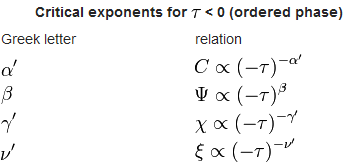 Critical exponents for τ < 0 (ordered phase)
Greek letter relation
α′ C ∝ (−τ)^{−α′}
β Ψ ∝ (−τ)^{β}
γ′ χ ∝ (−τ)^{−γ′}
ν′ ξ ∝ (−τ)^{−ν′}